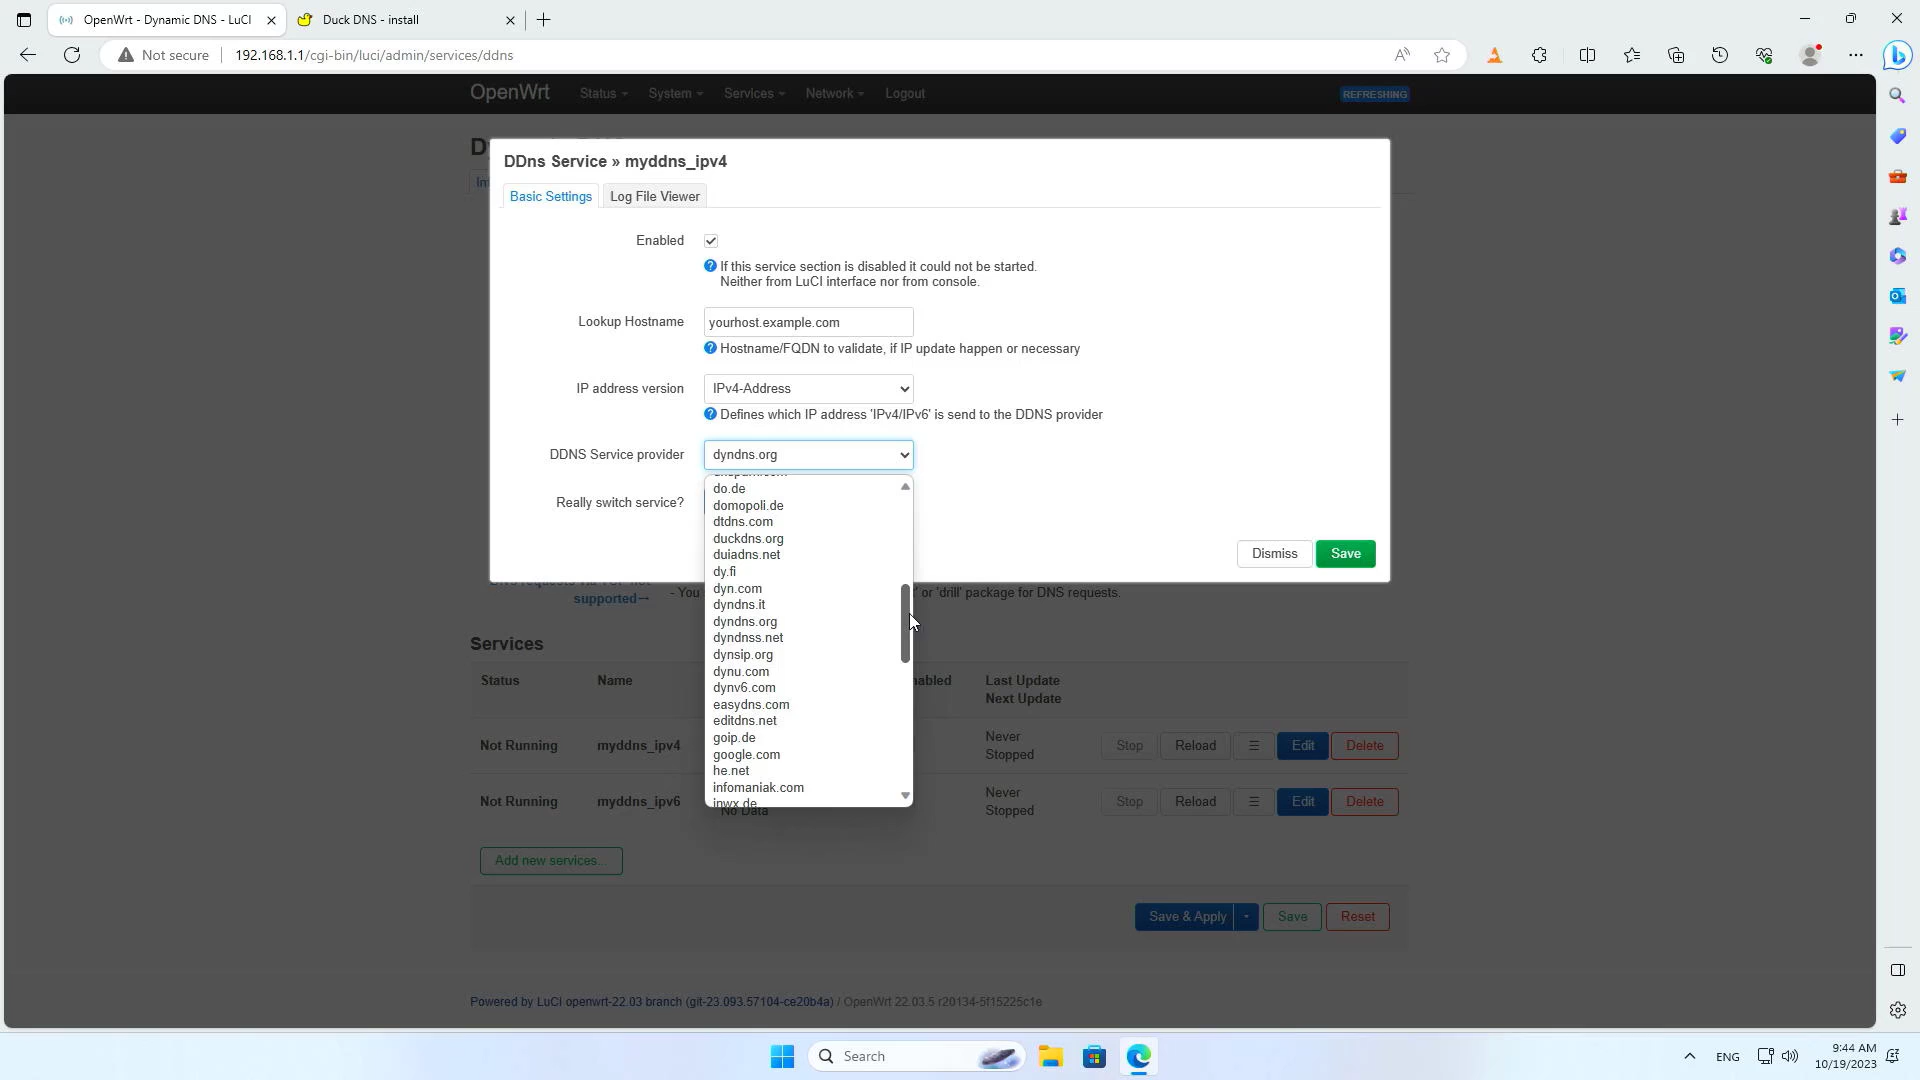 OpenWrt - Dynamic DNS - LuCI
Duck DNS - install
Not secure
192.168.1.1/cgi-bin/luci/admin/services/ddns
OpenWrt
Status
System
Services
Network
Logout
REFRESHING
DDns Service » myddns_ipv4
Basic Settings
Log File Viewer
Enabled
If this service section is disabled it could not be started.
Neither from LuCI interface nor from console.
Lookup Hostname
yourhost.example.com
Hostname/FQDN to validate, if IP update happen or necessary
IP address version
IPv4-Address
Defines which IP address 'IPv4/IPv6' is send to the DDNS provider
DDNS Service provider
dyndns.org
Really switch service?
do.de
domopoli.de
dtdns.com
duckdns.org
duiadns.net
dy.fi
dyn.com
dyndns.it
dyndns.org
dyndnss.net
dynsip.org
dynu.com
dynv6.com
easydns.com
editdns.net
goip.de
google.com
he.net
infomaniak.com
inwx.de
Dismiss
Save
supported→
- You
or 'drill' package for DNS requests.
Services
Status
Name
Last Update
Next Update
Not Running
myddns_ipv4
Never
Stopped
Stop
Reload
Edit
Delete
Not Running
myddns_ipv6
No Data
Never
Stopped
Stop
Reload
Edit
Delete
Add new services...
Save & Apply
Save
Reset
Powered by LuCI openwrt-22.03 branch (git-23.093.57104-ce20b4a) / OpenWrt 22.03.5 r20134-5f15225c1e
Search
ENG
9:44 AM
10/19/2023